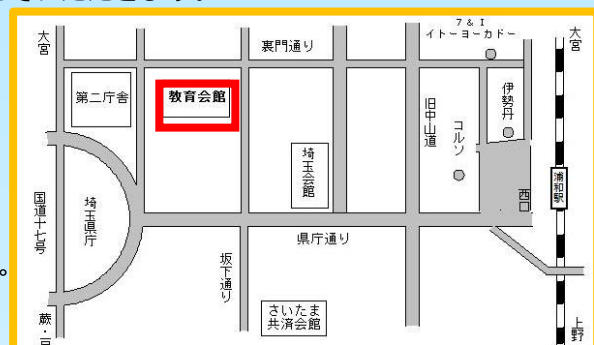 大宮
裏門通り
7 & I
イトーヨーカドー
大宮
第二庁舎
教育会館
旧中山道
コルソ
伊勢丹
埼玉会館
浦和駅
西口
国道十七号
埼玉県庁
県庁通り
坂下通り
さいたま
共済会館
蕨・
上野
。